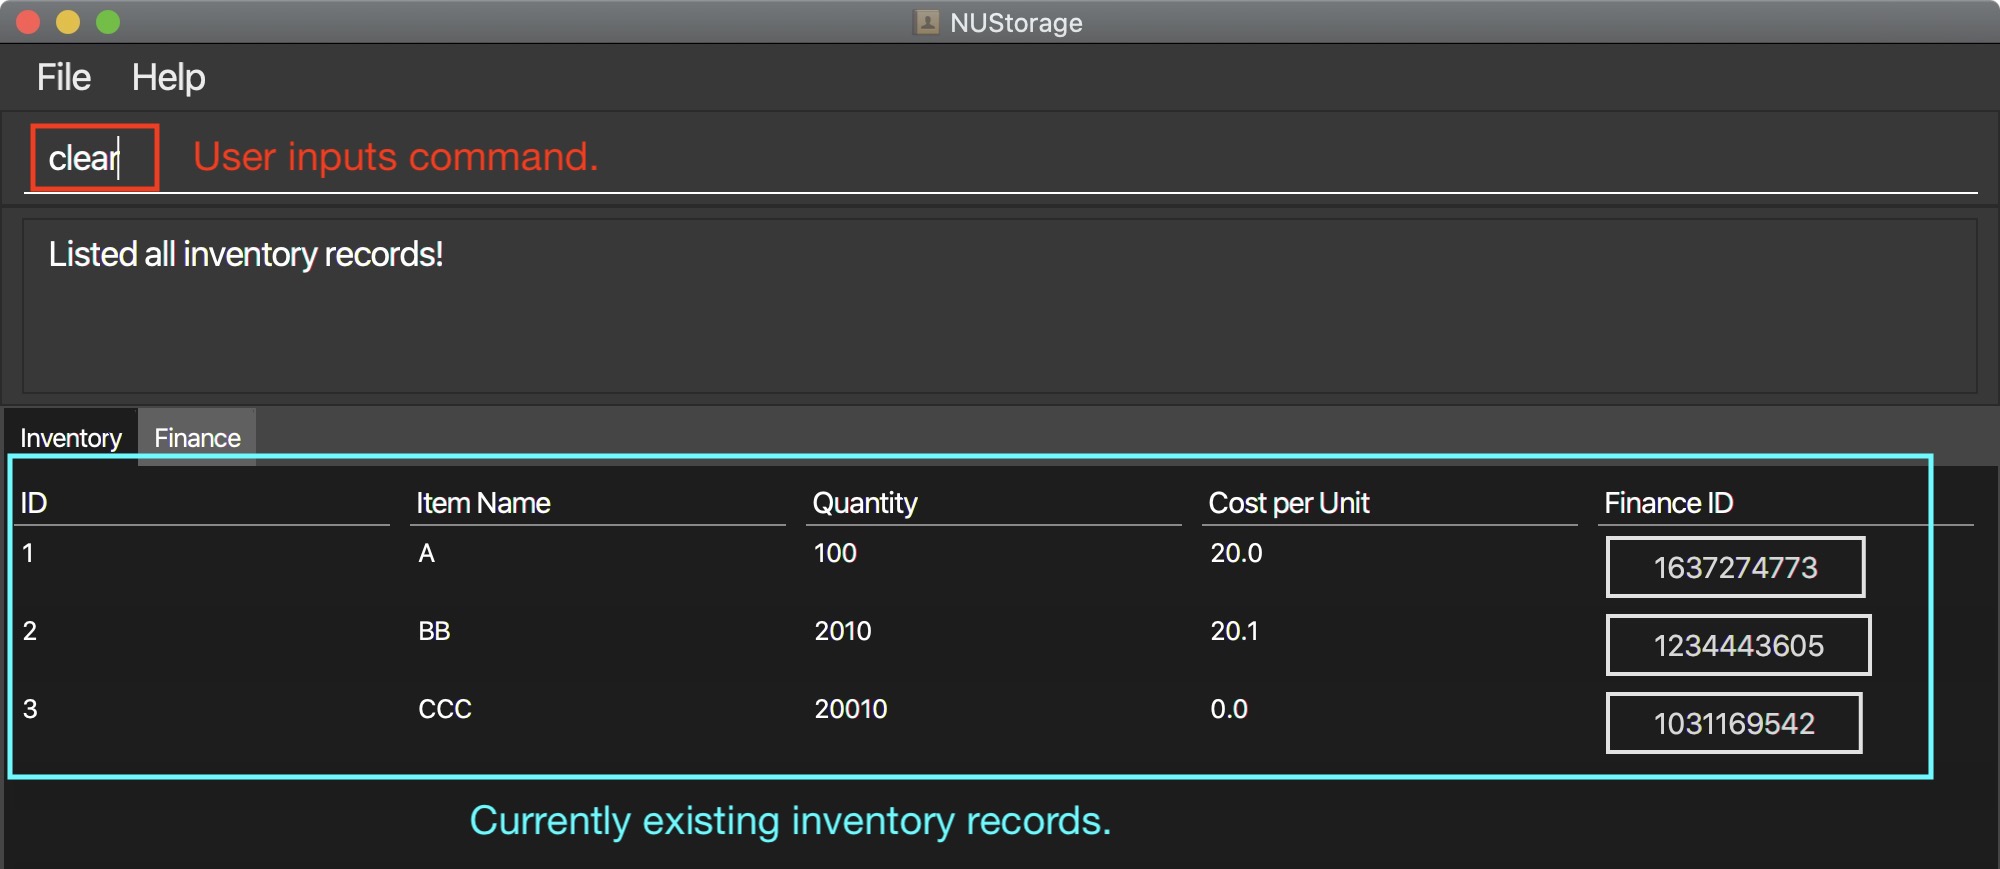 NUStorage
File Help
clear User inputs command.
Listed all inventory records!
Inventory Finance
ID Item Name Quantity Cost per Unit Finance ID
1 A 100 20.0 1637274773
2 BB 2010 20.1 1234443605
3 CCC 20010 0.0 1031169542
Currently existing inventory records.